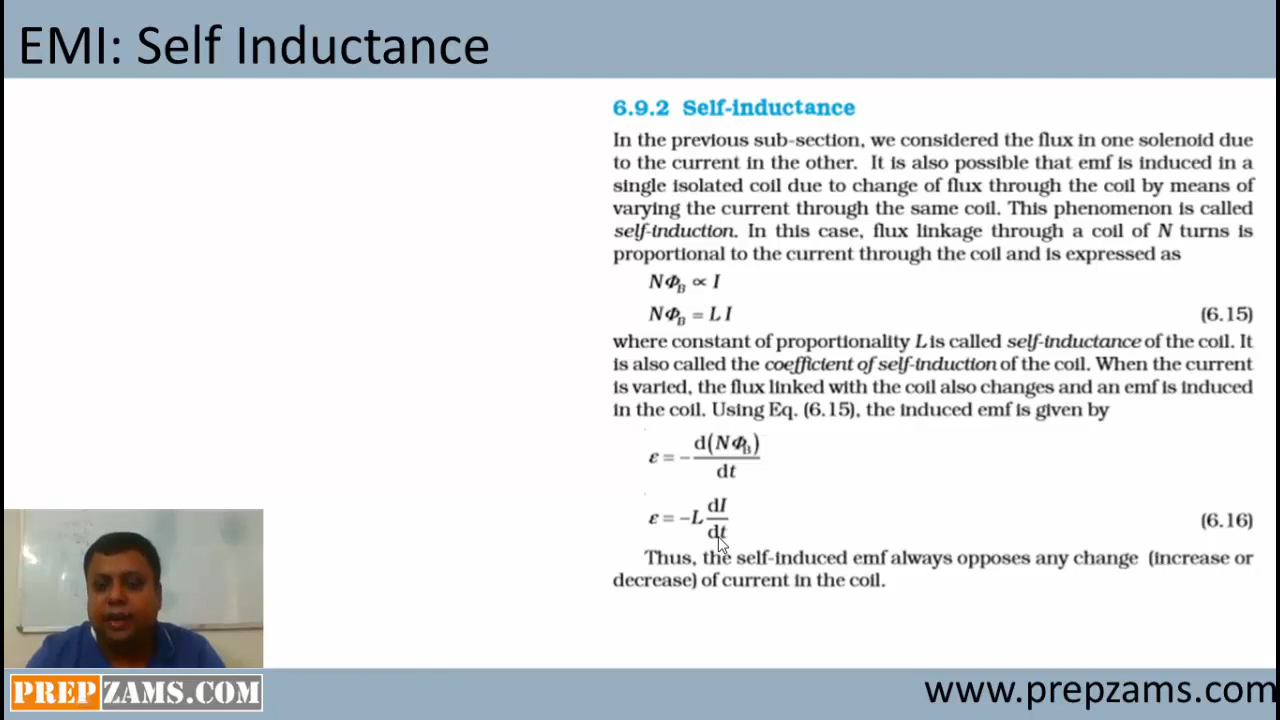 EMI: Self Inductance
6.9.2 Self-inductance
In the previous sub-section, we considered the flux in one solenoid due
to the current in the other. It is also possible that emf is induced in a
single isolated coil due to change of flux through the coil by means of
varying the current through the same coil. This phenomenon is called
self-induction. In this case, flux linkage through a coil of N turns is
proportional to the current through the coil and is expressed as
NΦB ∝ I
NΦB = L I (6.15)
where constant of proportionality L is called self-inductance of the coil. It
is also called the coefficient of self-induction of the coil. When the current
is varied, the flux linked with the coil also changes and an emf is induced
in the coil. Using Eq. (6.15), the induced emf is given by
ε = – d(NΦB)/dt
ε = –L dI/dt (6.16)
Thus, the self-induced emf always opposes any change (increase or
decrease) of current in the coil.
PREPZAMS.COM
www.prepzams.com